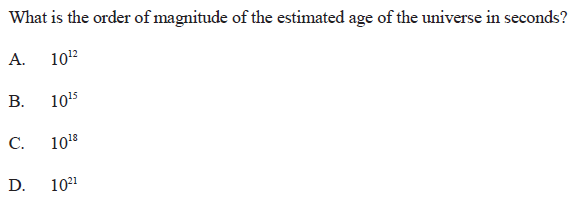 What is the order of magnitude of the estimated age of the universe in seconds?
A. 10¹²
B. 10¹⁵
C. 10¹⁸
D. 10²¹